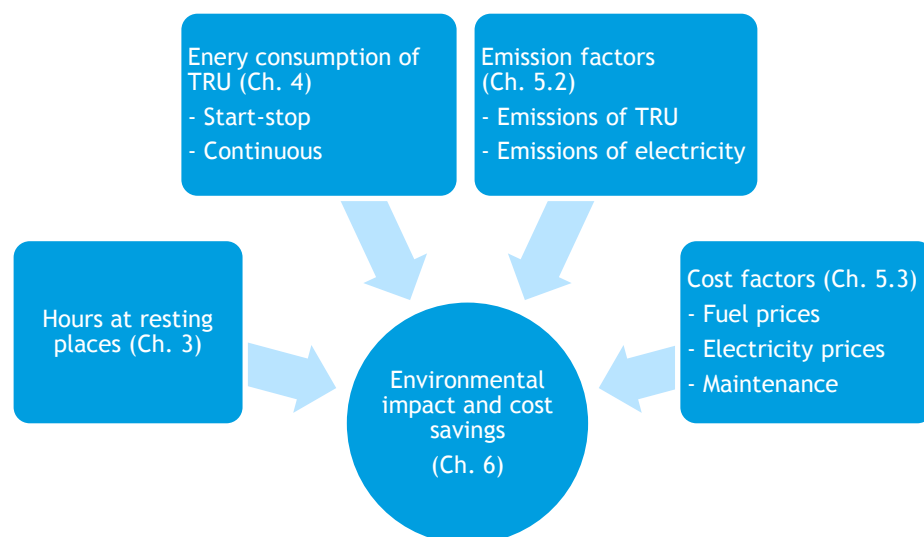 Enery consumption of
TRU (Ch. 4)
- Start-stop
- Continuous
Emission factors
(Ch. 5.2)
- Emissions of TRU
- Emissions of electricity
Hours at resting
places (Ch. 3)
Cost factors (Ch. 5.3)
- Fuel prices
- Electricity prices
- Maintenance
Environmental
impact and cost
savings
(Ch. 6)